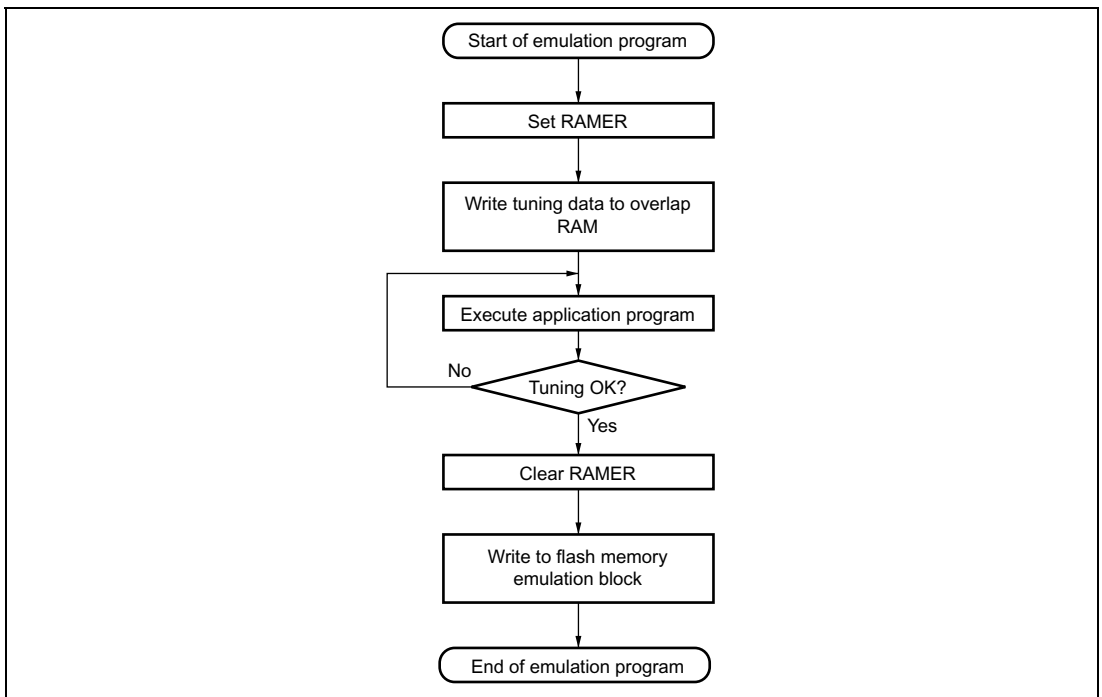 Start of emulation program
Set RAMER
Write tuning data to overlap
RAM
Execute application program
No
Tuning OK?
Yes
Clear RAMER
Write to flash memory
emulation block
End of emulation program